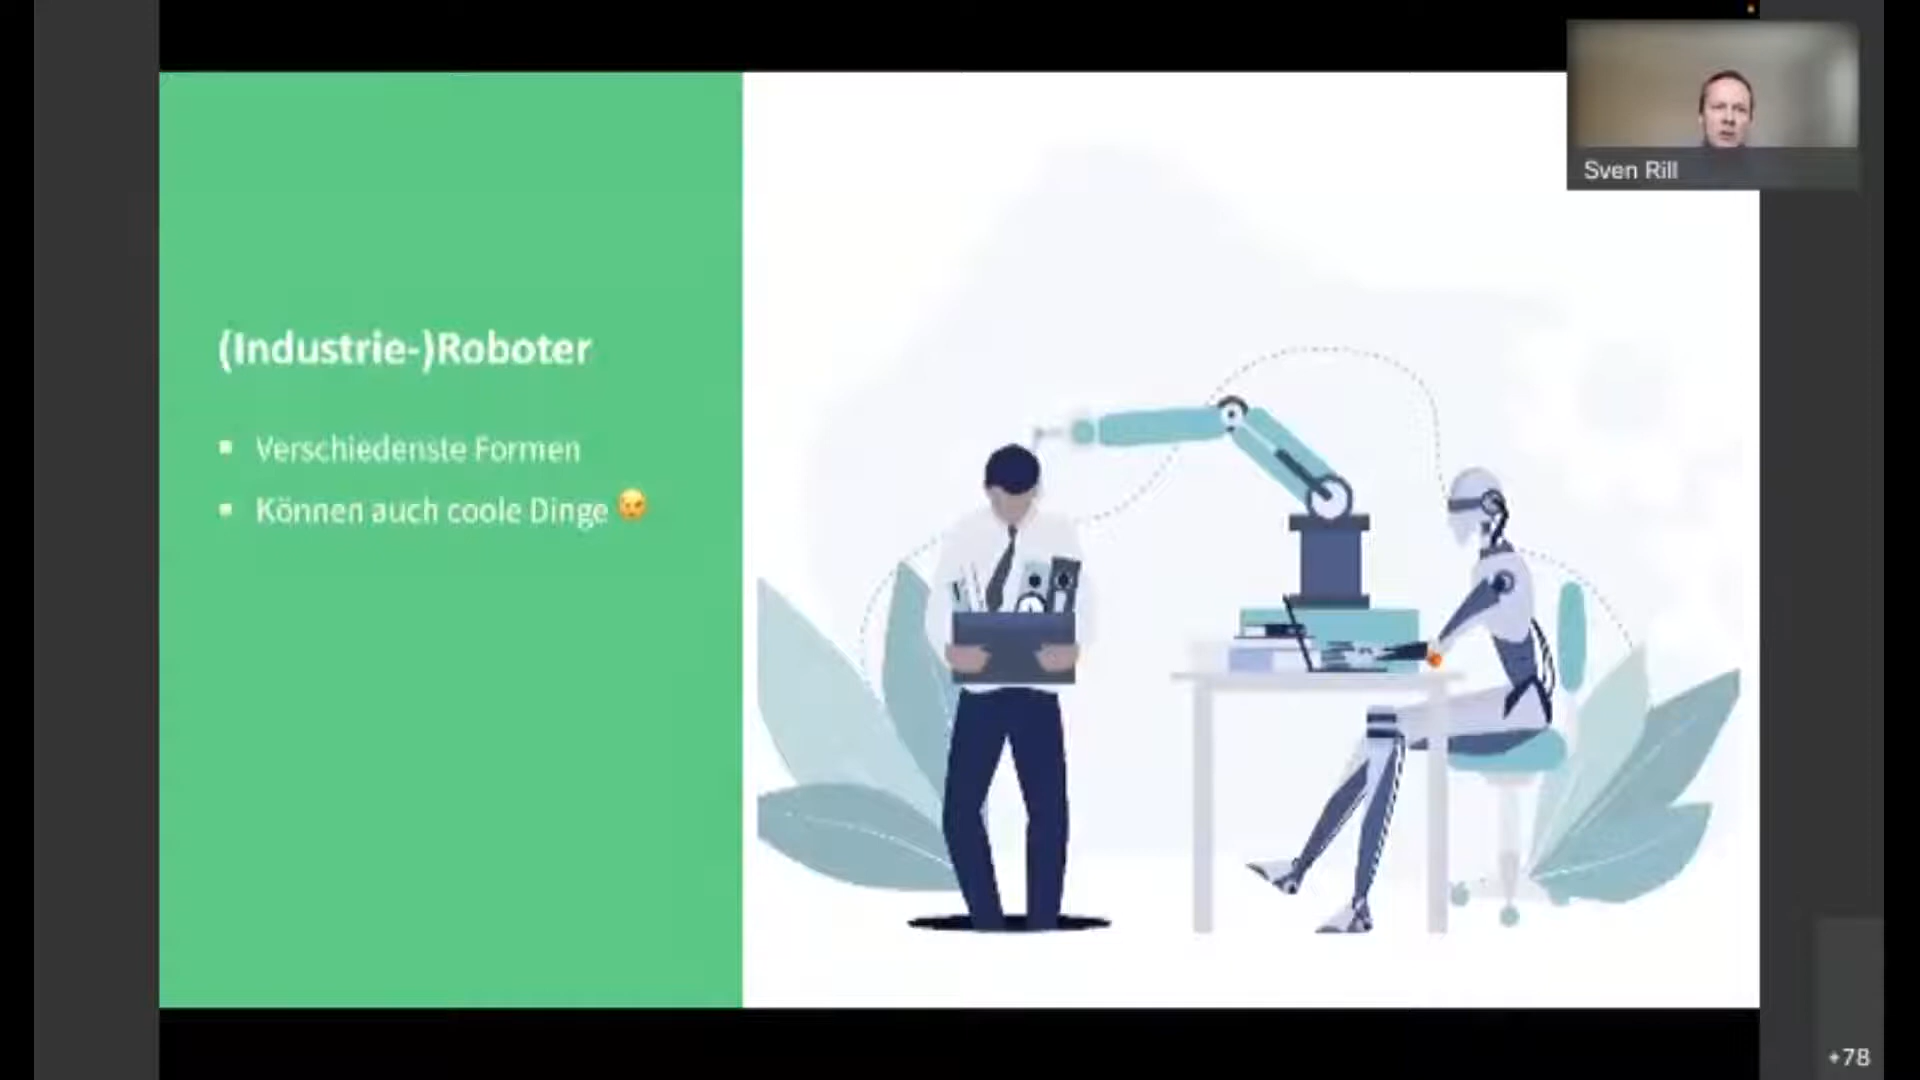 Sven Rill
(Industrie-)Roboter
▪ Verschiedenste Formen
▪ Können auch coole Dinge 😉
+78